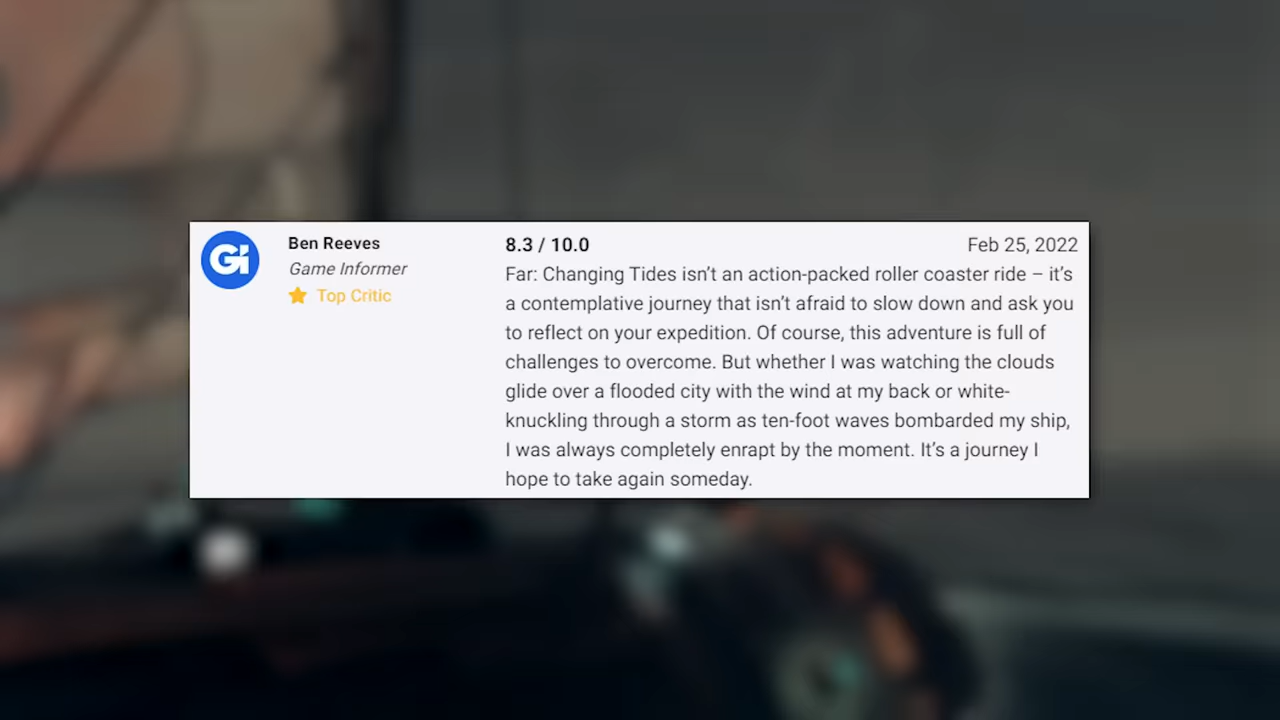 Gi
Ben Reeves
Game Informer
Top Critic
8.3 / 10.0
Feb 25, 2022
Far: Changing Tides isn’t an action-packed roller coaster ride – it’s
a contemplative journey that isn’t afraid to slow down and ask you
to reflect on your expedition. Of course, this adventure is full of
challenges to overcome. But whether I was watching the clouds
glide over a flooded city with the wind at my back or white-
knuckling through a storm as ten-foot waves bombarded my ship,
I was always completely enrapt by the moment. It’s a journey I
hope to take again someday.